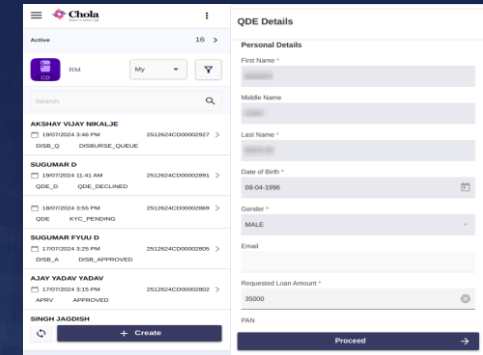 Chola
Active
16
CD
RM
My
Search
AKSHAY VIJAY NIKALJE
19/07/2024 3:46 PM
2512624CD00002927
DISB_Q DISBURSE_QUEUE
SUGUMAR D
19/07/2024 11:41 AM
2512624CD00002891
QDE_D QDE_DECLINED
18/07/2024 3:55 PM
2512624CD00002869
QDE KYC_PENDING
SUGUMAR FYUU D
17/07/2024 3:25 PM
2512624CD00002805
DISB_A DISB_APPROVED
AJAY YADAV YADAV
17/07/2024 3:15 PM
2512624CD00002802
APRV APPROVED
SINGH JAGDISH
+ Create
QDE Details
Personal Details
First Name *
Middle Name
Last Name *
Date of Birth *
08-04-1996
Gender *
MALE
Email
Requested Loan Amount *
35000
PAN
Proceed